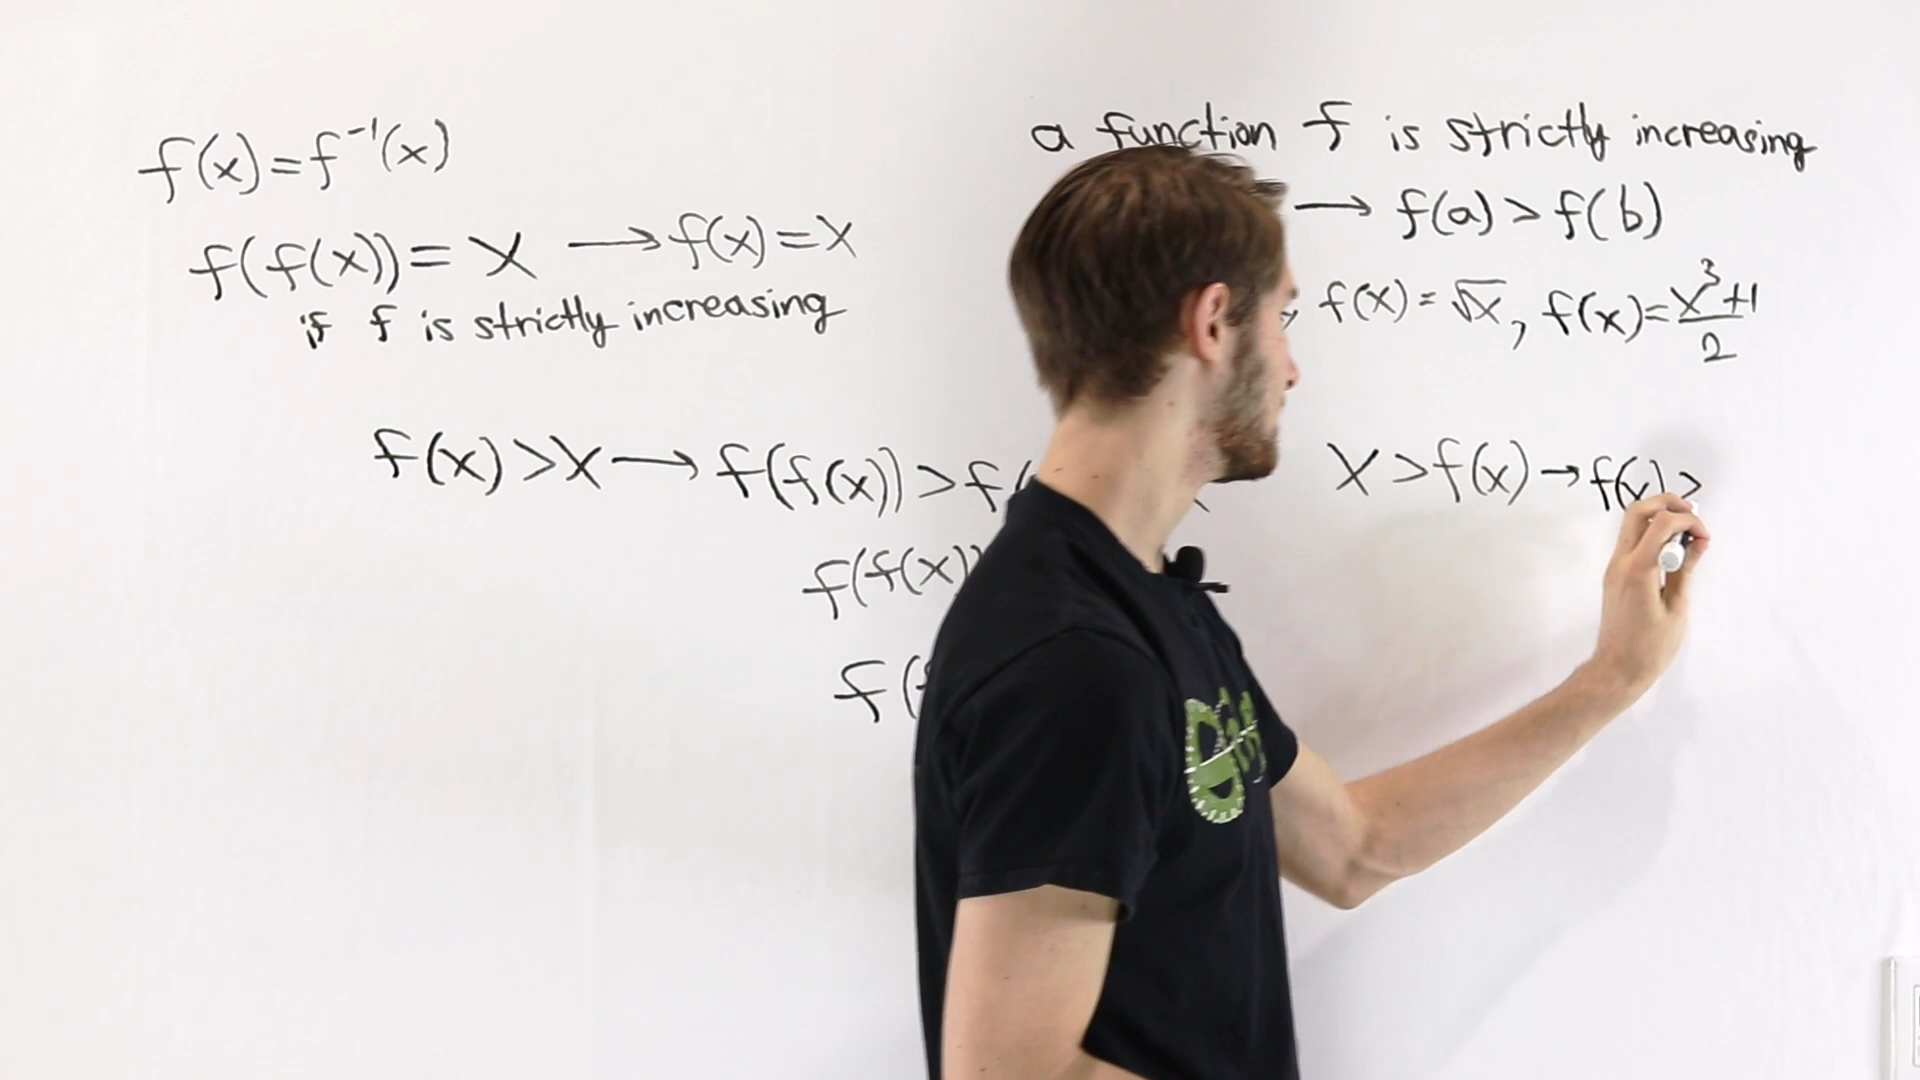 f(x)=f⁻¹(x)
f(f(x))=x → f(x)=x
if f is strictly increasing
f(x)>x → f(f(x))>f(
f(f(x)
f(
a function f is strictly increasing
→ f(a)>f(b)
, f(x)=√x, f(x)=(x³+1)/2
x>f(x)→f(x)>